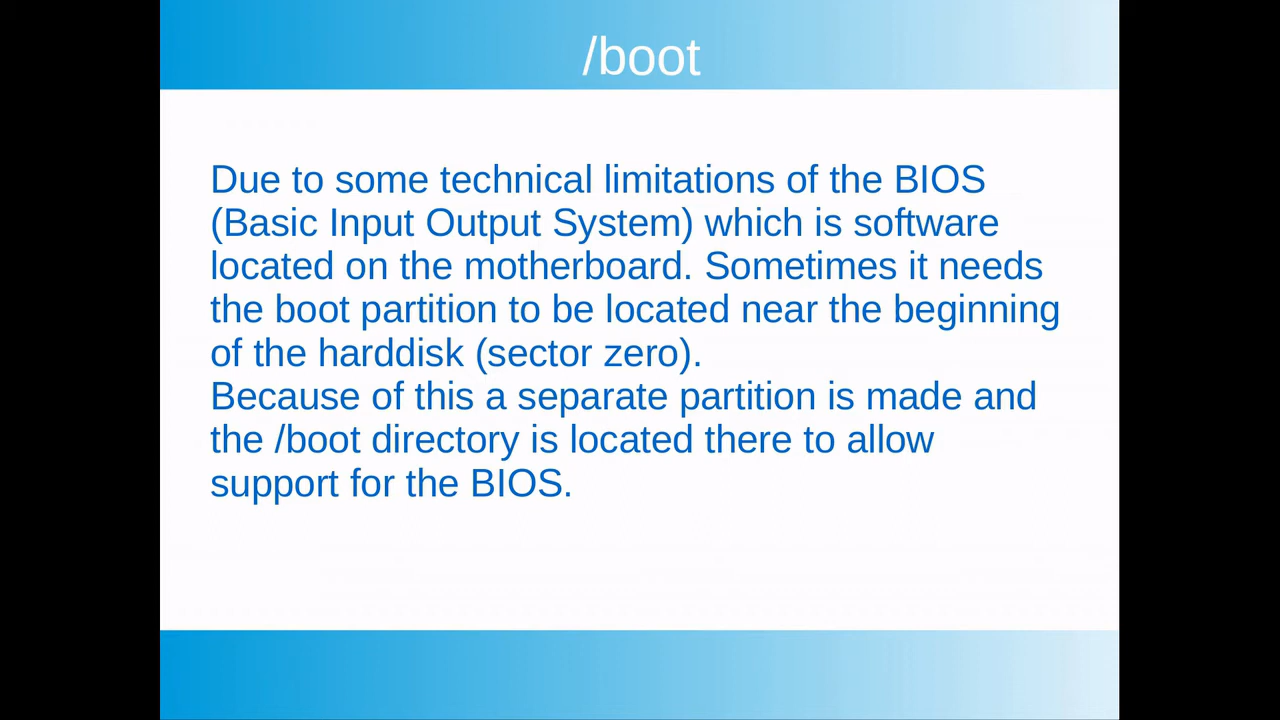 /boot
Due to some technical limitations of the BIOS
(Basic Input Output System) which is software
located on the motherboard. Sometimes it needs
the boot partition to be located near the beginning
of the harddisk (sector zero).
Because of this a separate partition is made and
the /boot directory is located there to allow
support for the BIOS.